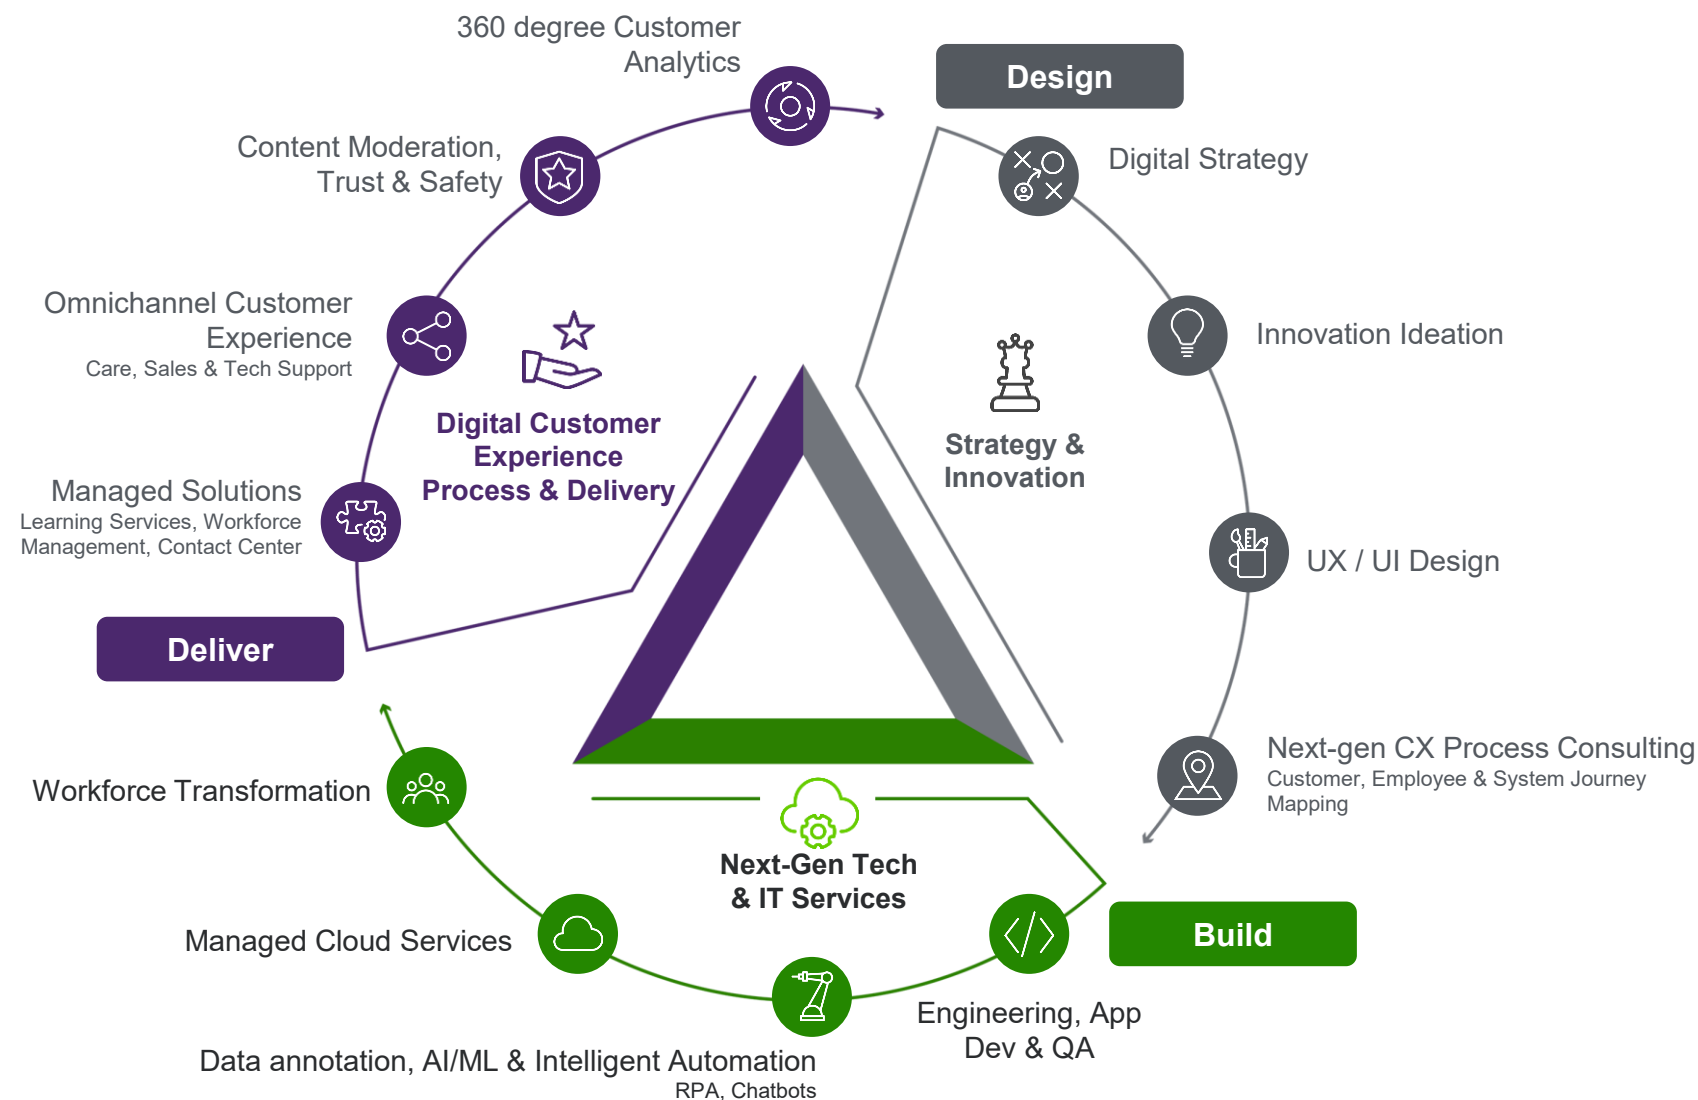 360 degree Customer
Analytics
Design
Content Moderation,
Trust & Safety
Digital Strategy
Omnichannel Customer
Experience
Care, Sales & Tech Support
Innovation Ideation
Digital Customer
Experience
Process & Delivery
Strategy &
Innovation
Managed Solutions
Learning Services, Workforce
Management, Contact Center
UX / UI Design
Deliver
Next-gen CX Process Consulting
Customer, Employee & System Journey
Mapping
Workforce Transformation
Next-Gen Tech
& IT Services
Managed Cloud Services
Build
Engineering, App
Dev & QA
Data annotation, AI/ML & Intelligent Automation
RPA, Chatbots